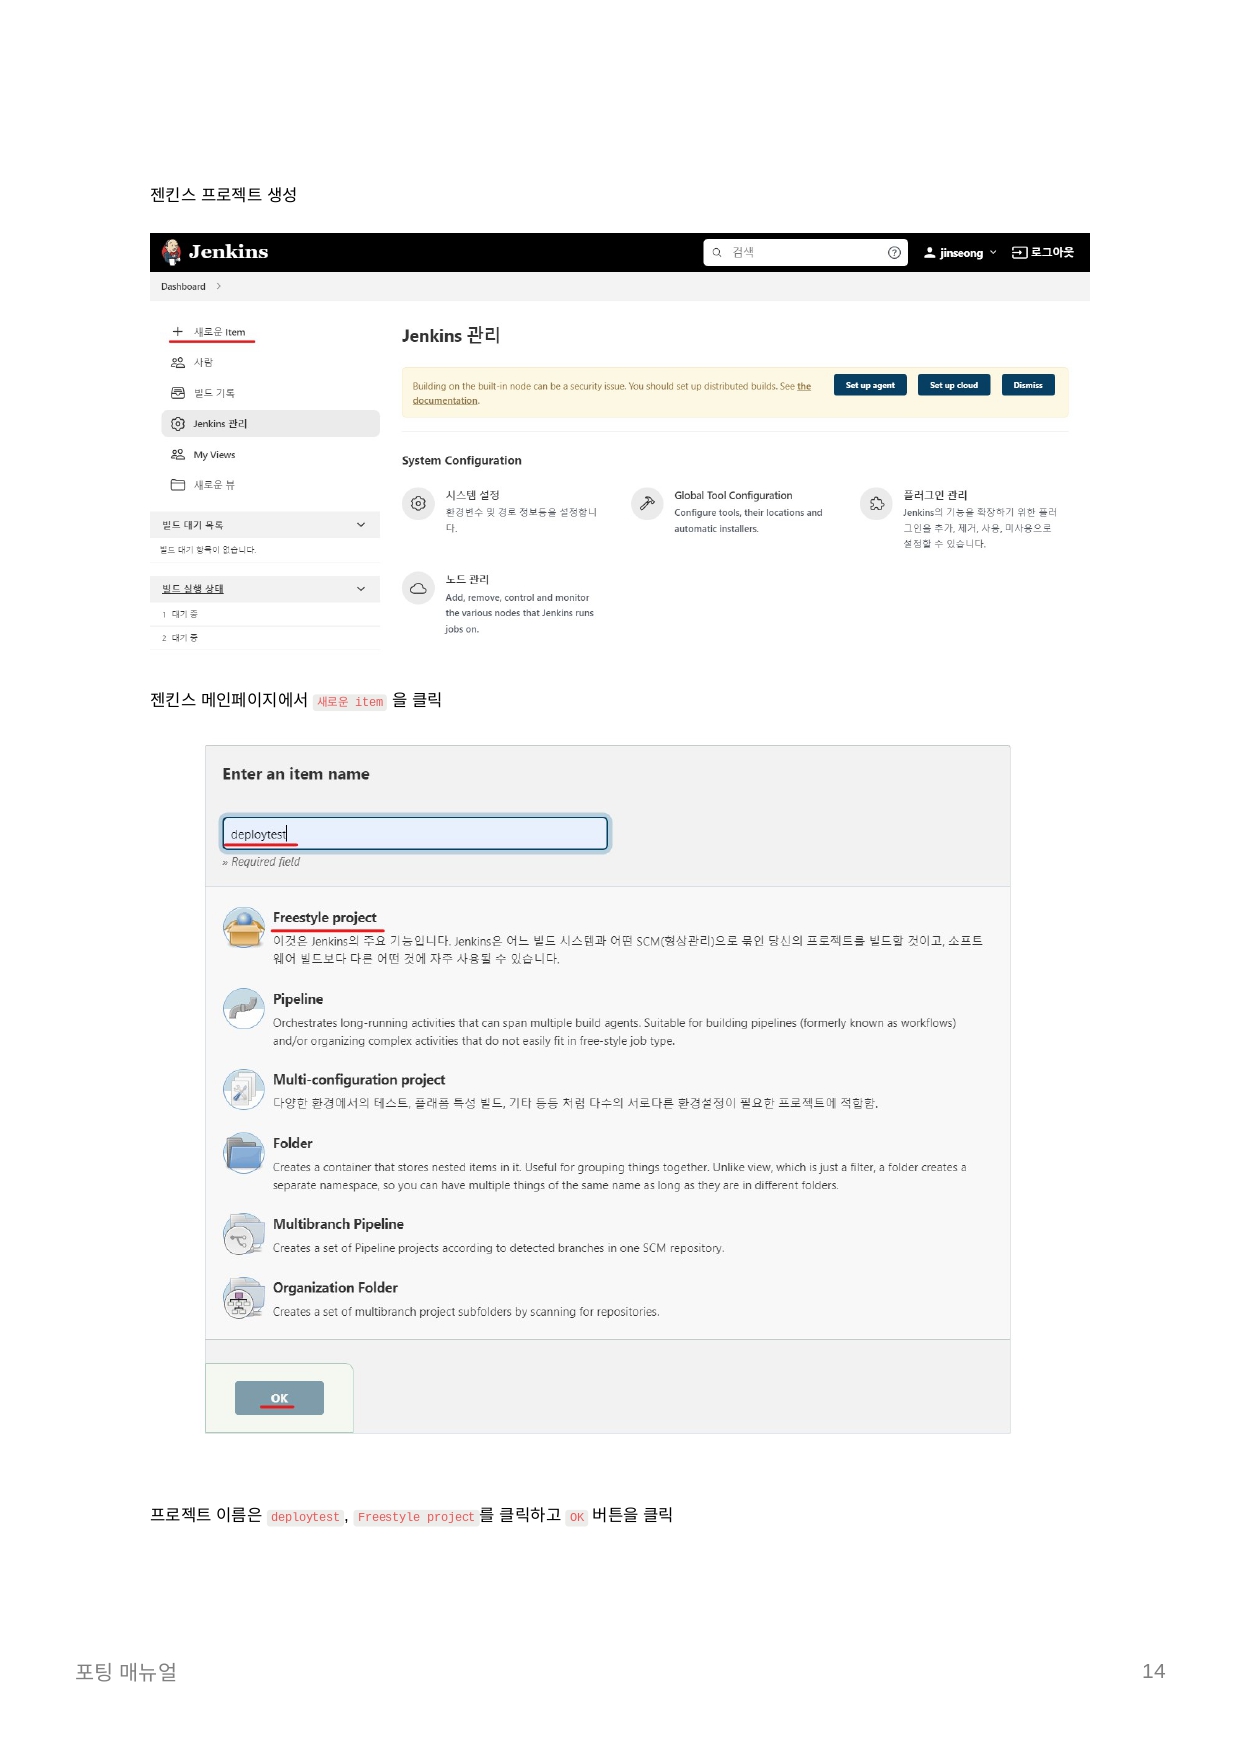 젠킨스 프로젝트 생성
Jenkins
검색
jinseong
로그아웃
Dashboard
새로운 Item
사람
빌드 기록
Jenkins 관리
My Views
새로운 뷰
빌드 대기 목록
빌드 대기 항목이 없습니다.
빌드 실행 상태
1 대기 중
2 대기 중
Jenkins 관리
Building on the built-in node can be a security issue. You should set up distributed builds. See the
documentation.
Set up agent
Set up cloud
Dismiss
System Configuration
시스템 설정
환경변수 및 경로 정보등을 설정합니
다.
Global Tool Configuration
Configure tools, their locations and
automatic installers.
플러그인 관리
Jenkins의 기능을 확장하기 위한 플러
그인을 추가, 제거, 사용, 미사용으로
설정할 수 있습니다.
노드 관리
Add, remove, control and monitor
the various nodes that Jenkins runs
jobs on.
젠킨스 메인페이지에서 새로운 item 을 클릭
Enter an item name
deploytest
» Required field
Freestyle project
이것은 Jenkins의 주요 기능입니다. Jenkins은 어느 빌드 시스템과 어떤 SCM(형상관리)으로 묶인 당신의 프로젝트를 빌드할 것이고, 소프트
웨어 빌드보다 다른 어떤 것에 자주 사용될 수 있습니다.
Pipeline
Orchestrates long-running activities that can span multiple build agents. Suitable for building pipelines (formerly known as workflows)
and/or organizing complex activities that do not easily fit in free-style job type.
Multi-configuration project
다양한 환경에서의 테스트, 플래폼 특성 빌드, 기타 등등 처럼 다수의 서로다른 환경설정이 필요한 프로젝트에 적합함.
Folder
Creates a container that stores nested items in it. Useful for grouping things together. Unlike view, which is just a filter, a folder creates a
separate namespace, so you can have multiple things of the same name as long as they are in different folders.
Multibranch Pipeline
Creates a set of Pipeline projects according to detected branches in one SCM repository.
Organization Folder
Creates a set of multibranch project subfolders by scanning for repositories.
OK
프로젝트 이름은 deploytest, Freestyle project를 클릭하고 OK 버튼을 클릭
포팅 매뉴얼
14